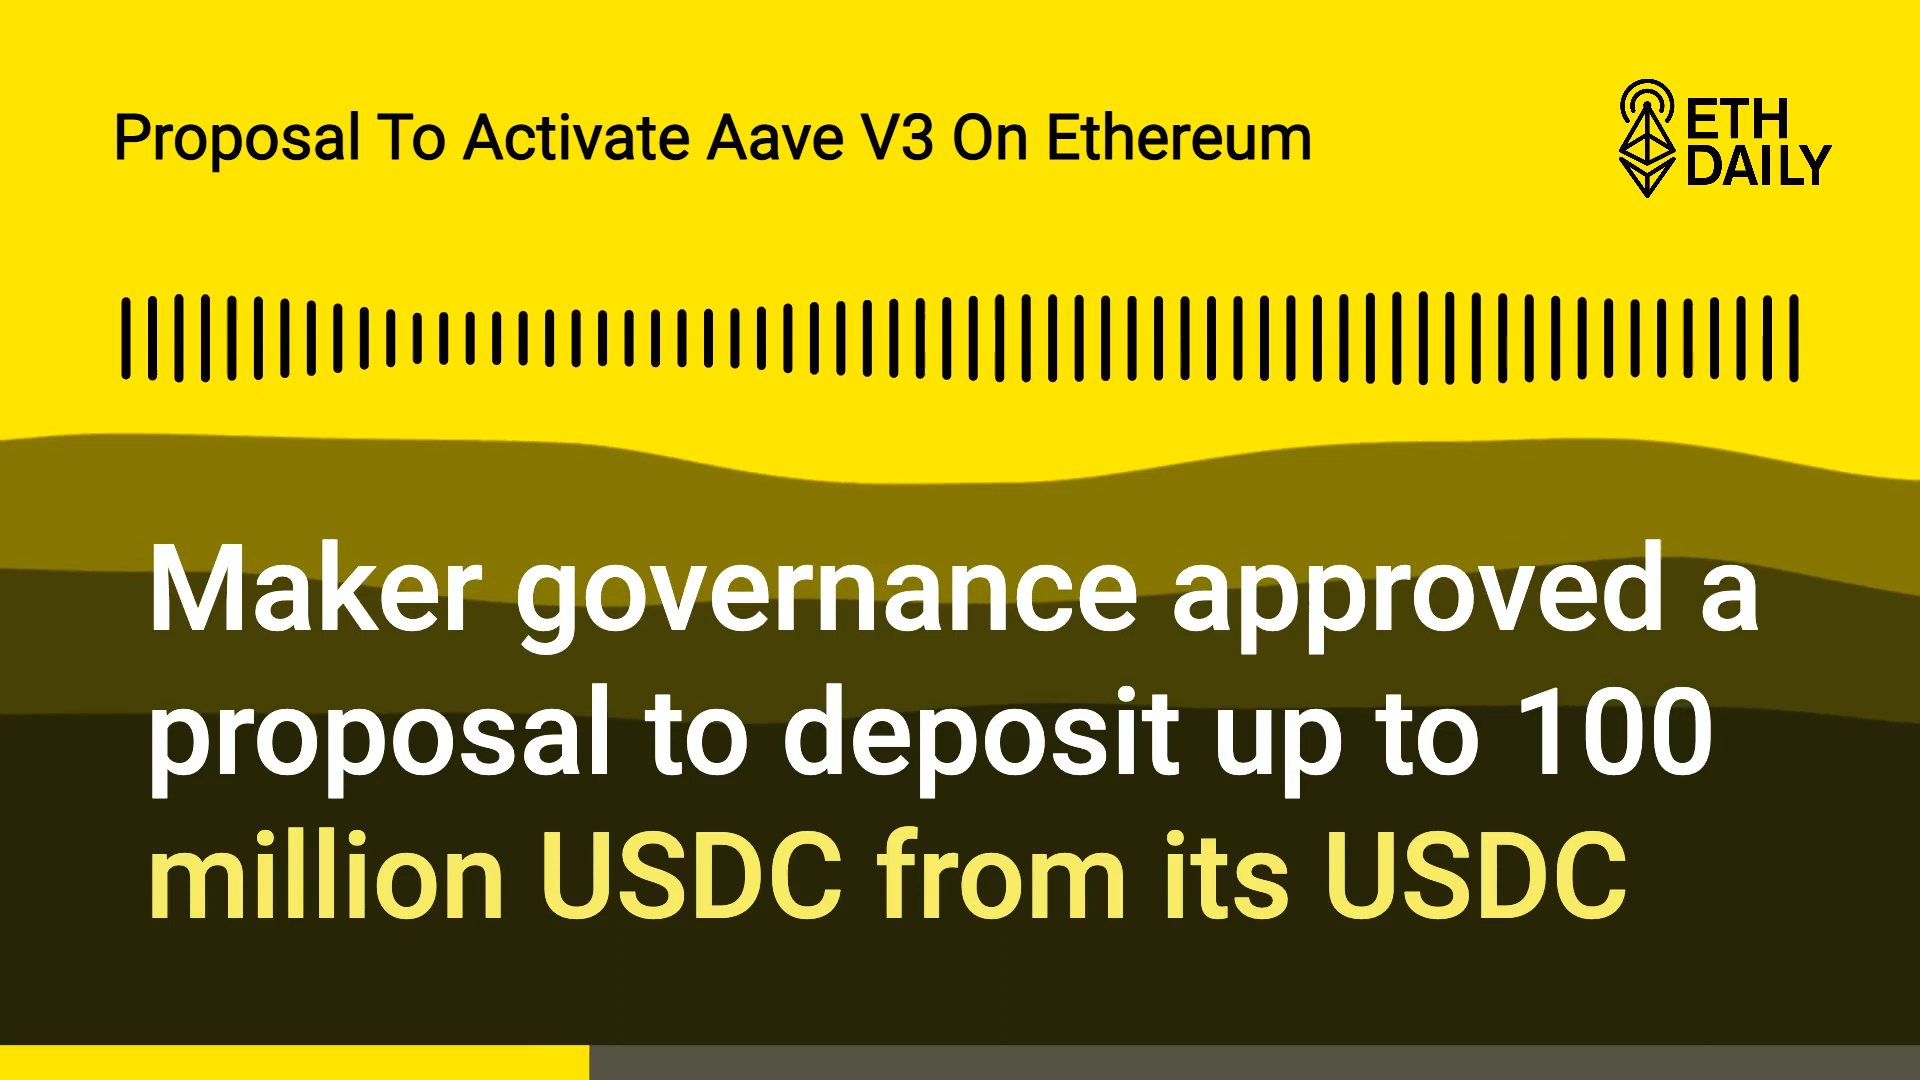 Proposal To Activate Aave V3 On Ethereum
ETH
DAILY
Maker governance approved a
proposal to deposit up to 100
million USDC from its USDC